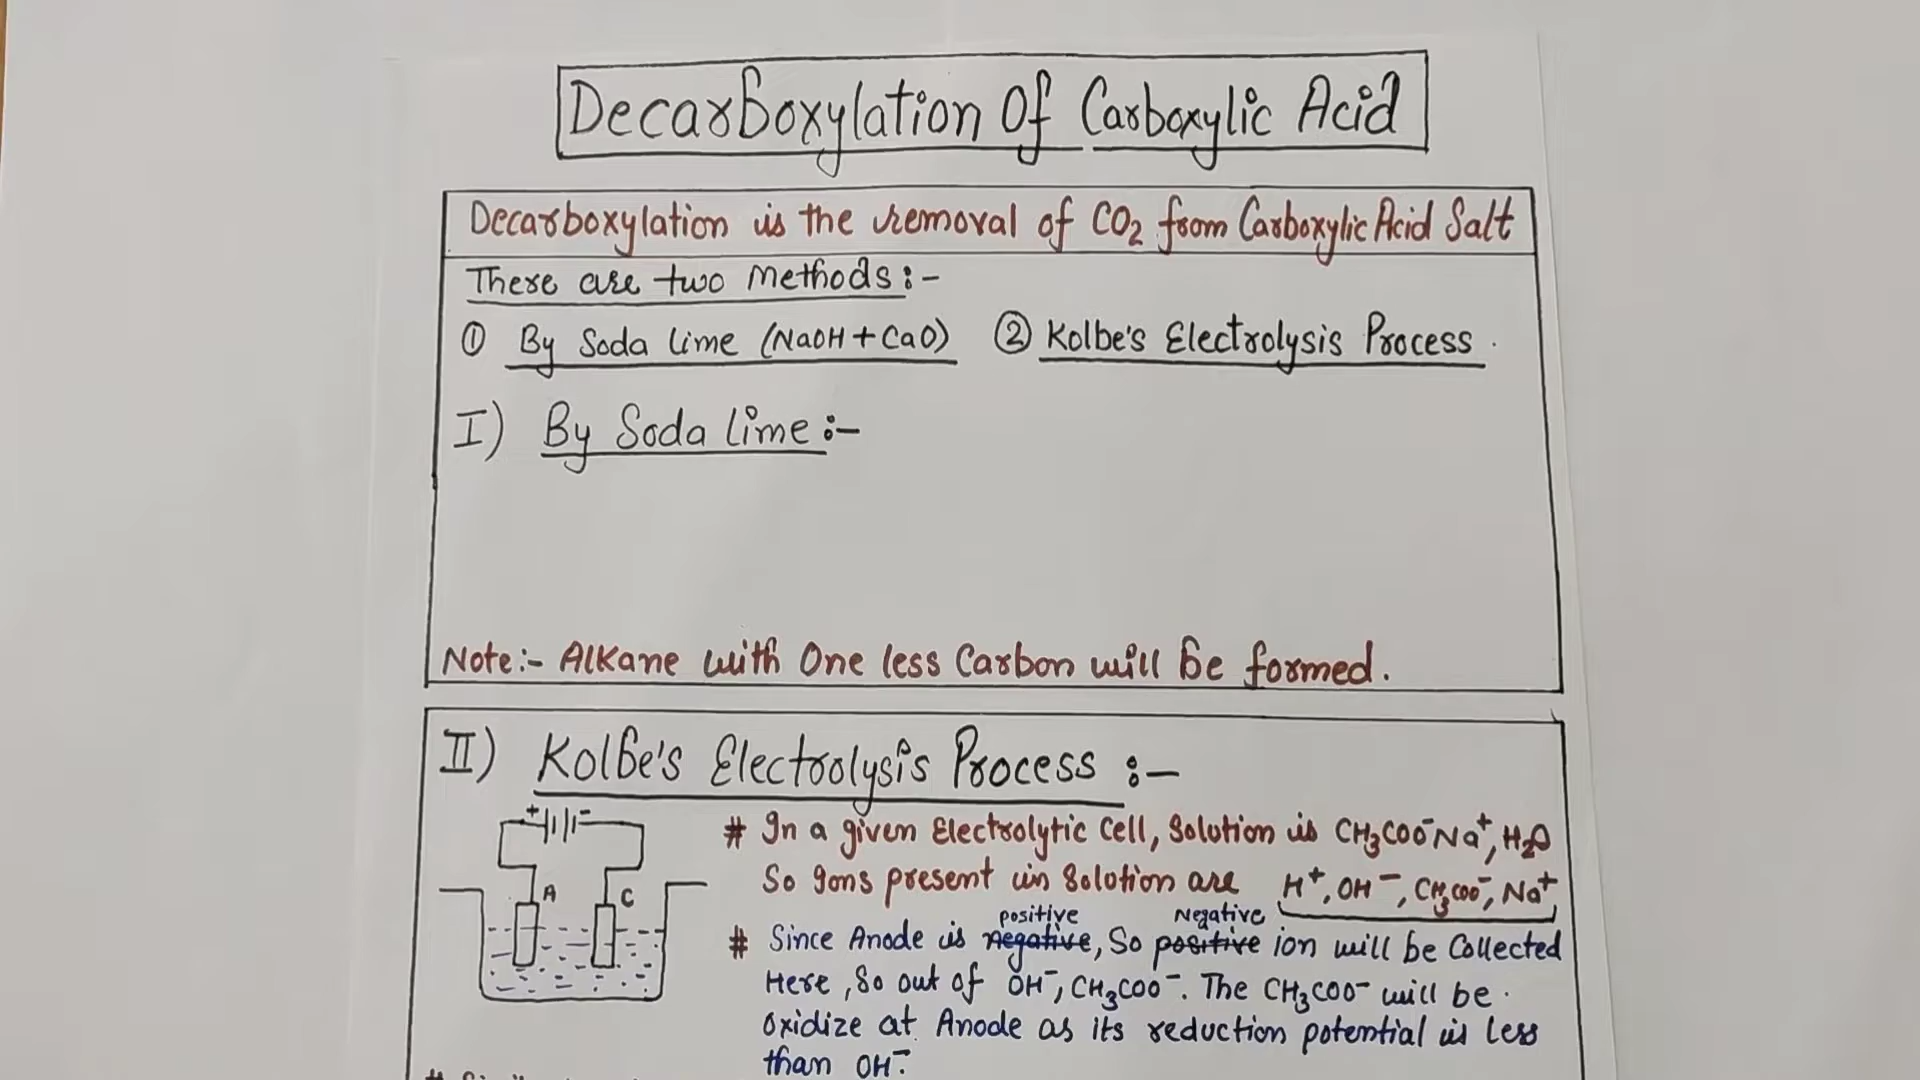 Decarboxylation Of Carboxylic Acid
Decarboxylation is the removal of CO₂ from Carboxylic Acid Salt
There are two Methods:-
① By Soda lime (NaOH+CaO) ② Kolbe's Electrolysis Process.
I) By Soda lime :-
Note:- Alkane with One less Carbon will be formed.
II) Kolbe's Electrolysis Process :-
+ -
A C
# In a given Electrolytic Cell, Solution is CH₃COO⁻Na⁺, H₂O
So Ions present in Solution are H⁺, OH⁻, CH₃COO⁻, Na⁺
positive Negative
# Since Anode is negative, So positive ion will be Collected
Here, So out of OH⁻, CH₃COO⁻. The CH₃COO⁻ will be
Oxidize at Anode as its reduction potential is less
than OH⁻.